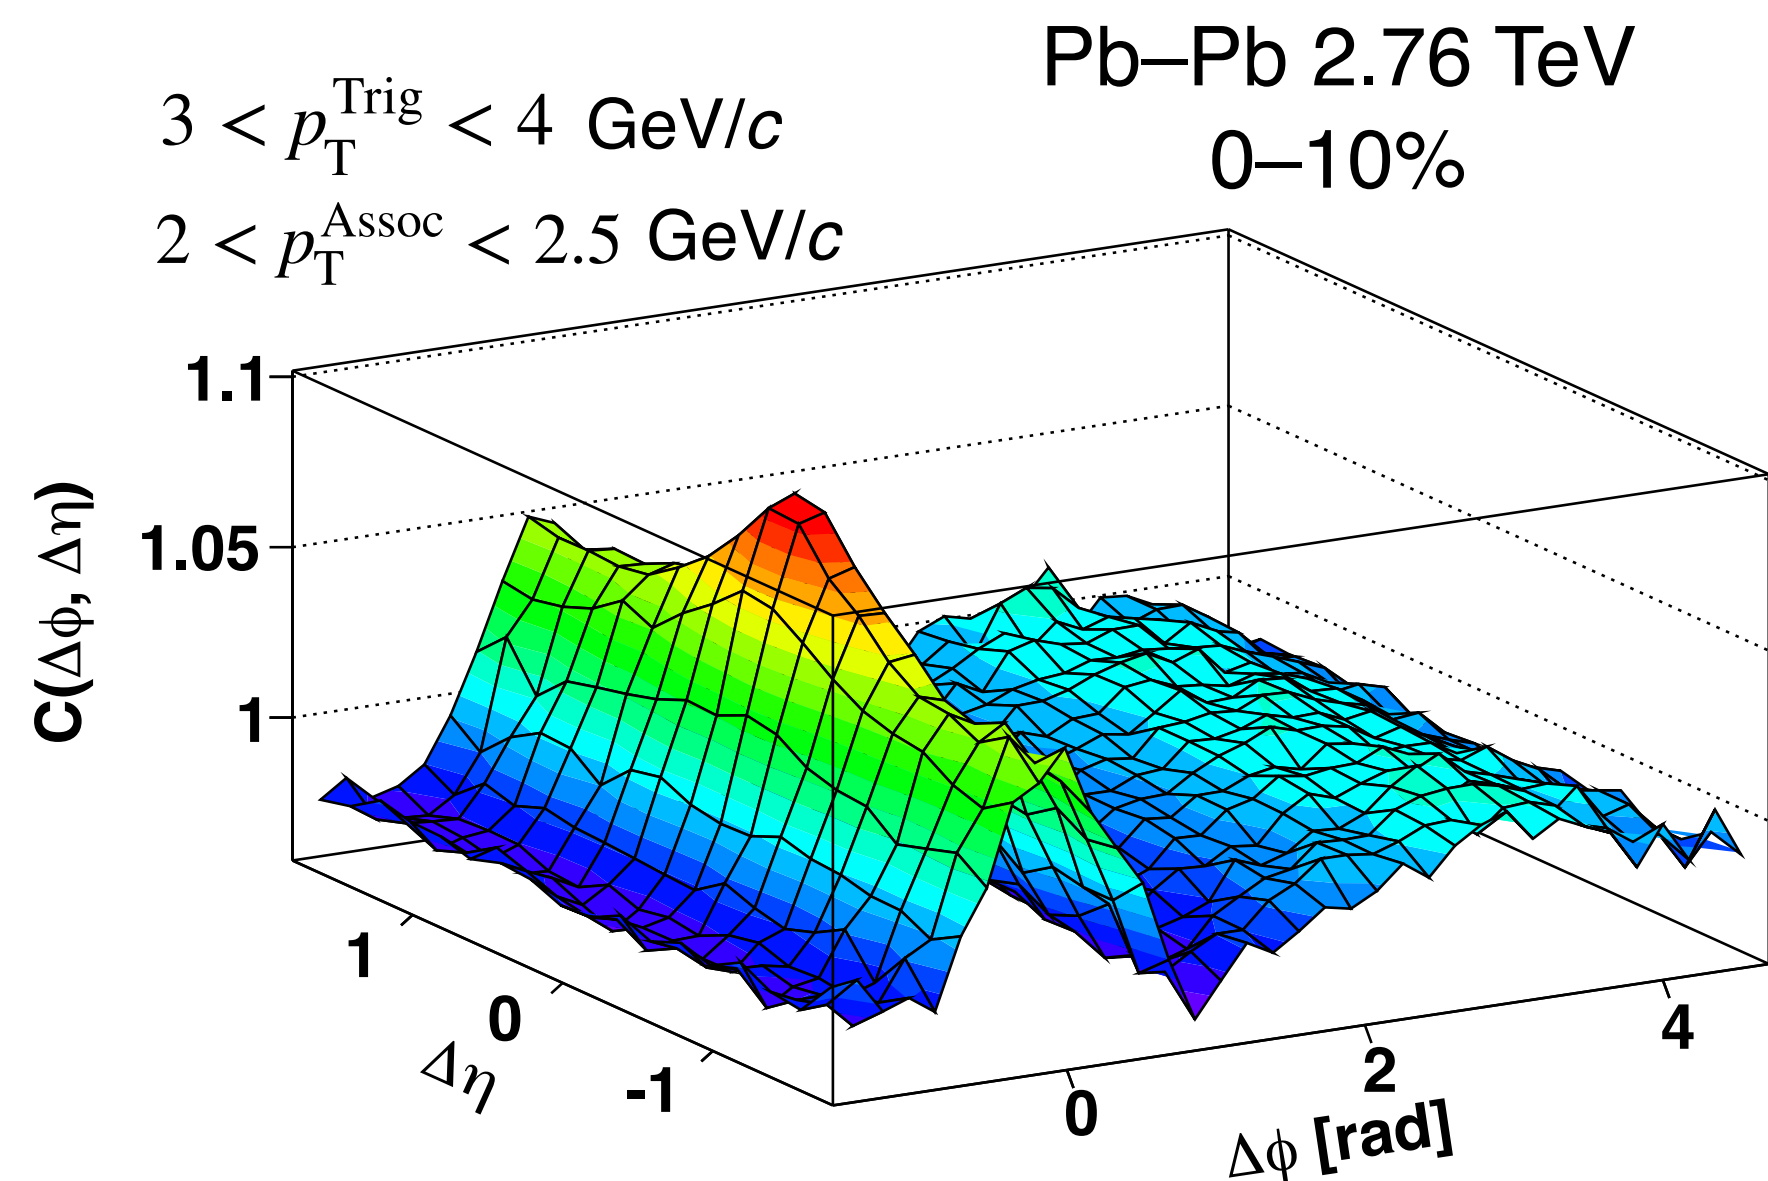 Pb–Pb 2.76 TeV
0–10%
3 < p_T^Trig < 4 GeV/c
2 < p_T^Assoc < 2.5 GeV/c
1.1
1.05
1
C(Δϕ, Δη)
1
0
-1
Δη
0
2
4
Δϕ [rad]